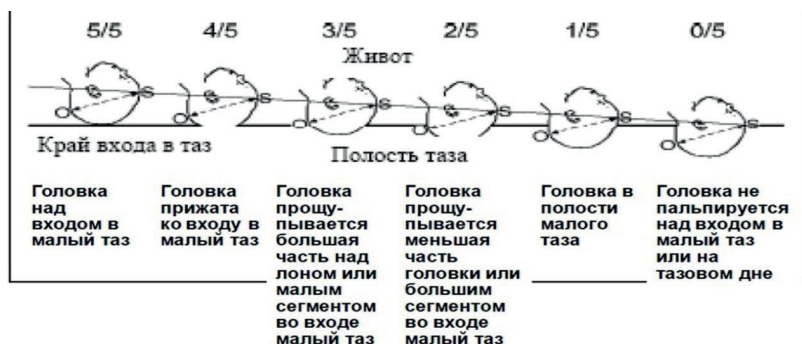 5/5 4/5 3/5 2/5 1/5 0/5
Живот
O S O S O S O S O S O S
Край входа в таз
Полость таза
Головка
над
входом в
малый таз
Головка
прижата
ко входу в
малый таз
Головка
прощу-
пывается
большая
часть над
лоном или
малым
сегментом
во входе
малый таз
Головка
прощу-
пывается
меньшая
часть
головки или
большим
сегментом
во входе
малый таз
Головка в
полости
малого
таза
Головка не
пальпируется
над входом в
малый таз
или на
тазовом дне